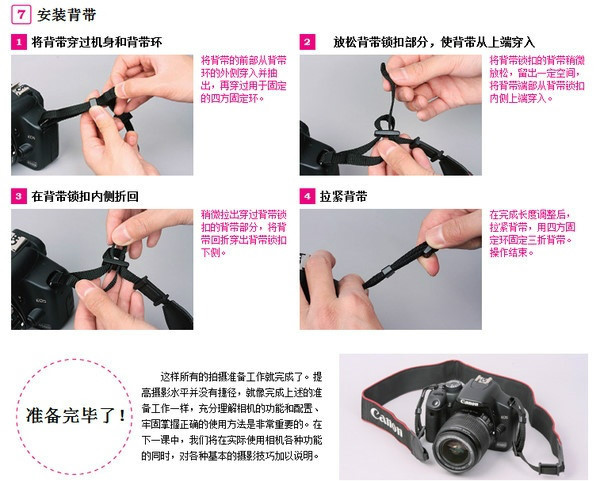 7 安装背带
1 将背带穿过机身和背带环
将背带的前部从背带
环的外侧穿入并抽
出，再穿过用于固定
的四方固定环。
2 放松背带锁扣部分，使背带从上端穿入
将背带锁扣的背带稍微
放松，留出一定空间，
将背带端部从背带锁扣
内侧上端穿入。
3 在背带锁扣内侧折回
稍微拉出穿过背带锁
扣的背带部分，将背
带回折穿出背带锁扣
下侧。
4 拉紧背带
在完成长度调整后，
拉紧背带，用四方固
定环固定三折背带。
操作结束。
准备完毕了！
这样所有的拍摄准备工作就完成了。提
高摄影水平并没有捷径，就像完成上述的准
备工作一样，充分理解相机的功能和配置、
牢固掌握正确的使用方法是非常重要的。在
下一课中，我们将在实际使用相机各种功能
的同时，对各种基本的摄影技巧加以说明。
Canon
Canon